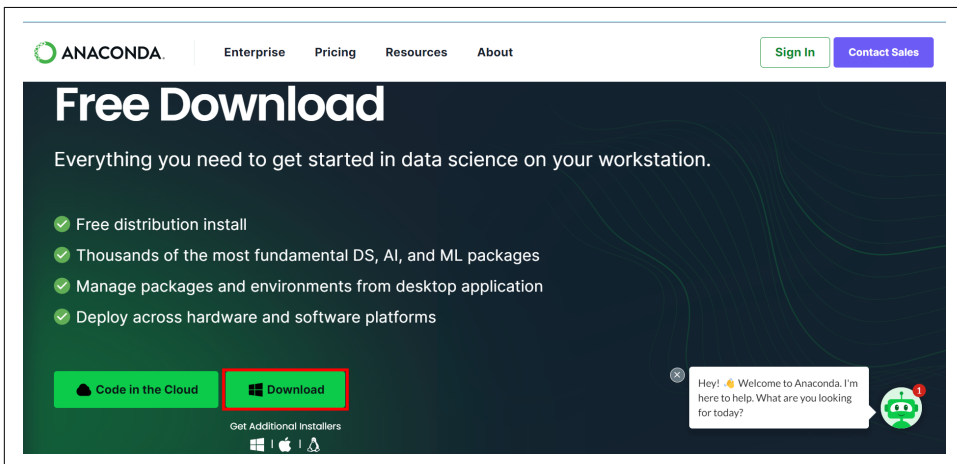 ANACONDA.
Enterprise Pricing Resources About
Sign In
Contact Sales
Free Download
Everything you need to get started in data science on your workstation.
Free distribution install
Thousands of the most fundamental DS, AI, and ML packages
Manage packages and environments from desktop application
Deploy across hardware and software platforms
Code in the Cloud
Download
Get Additional Installers
Hey! 👋 Welcome to Anaconda. I'm
here to help. What are you looking
for today?
1